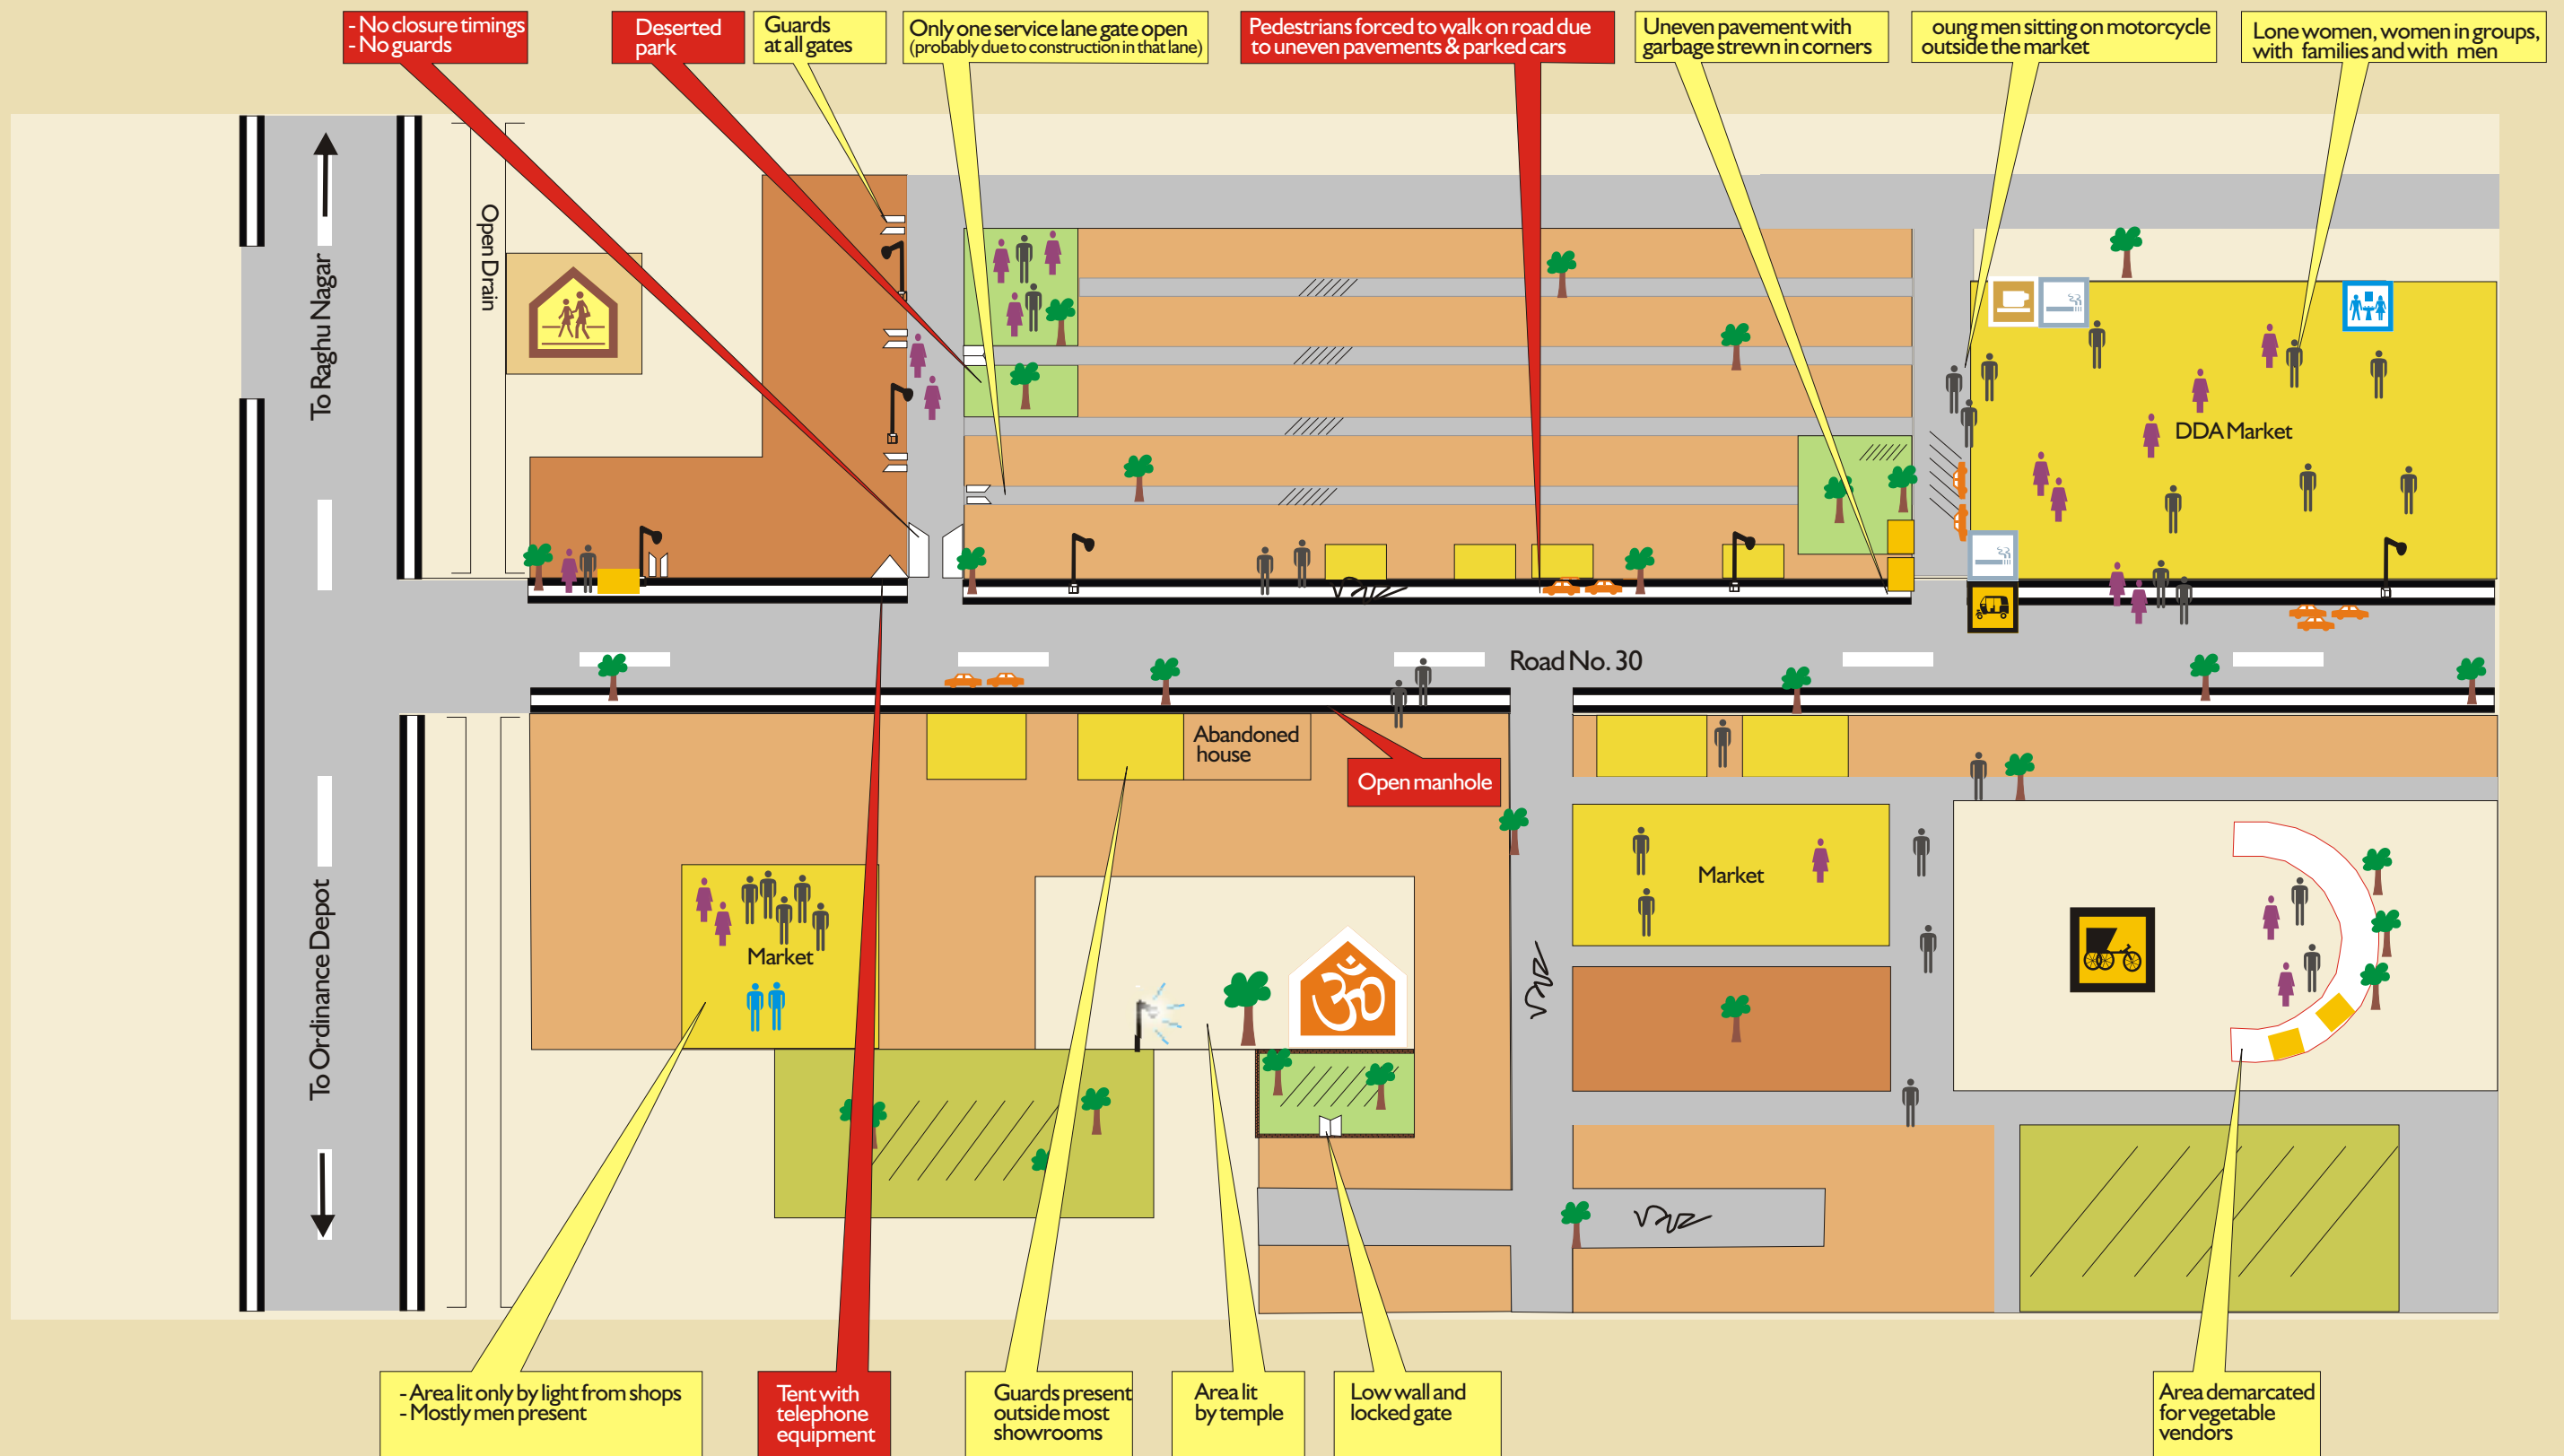 - No closure timings
- No guards
Deserted
park
Guards
at all gates
Only one service lane gate open
(probably due to construction in that lane)
Pedestrians forced to walk on road due
to uneven pavements & parked cars
Uneven pavement with
garbage strewn in corners
oung men sitting on motorcycle
outside the market
Lone women, women in groups,
with families and with men
To Raghu Nagar
Open Drain
DDA Market
Road No. 30
Abandoned
house
Open manhole
Market
Market
ॐ
To Ordinance Depot
- Area lit only by light from shops
- Mostly men present
Tent with
telephone
equipment
Guards present
outside most
showrooms
Area lit
by temple
Low wall and
locked gate
Area demarcated
for vegetable
vendors